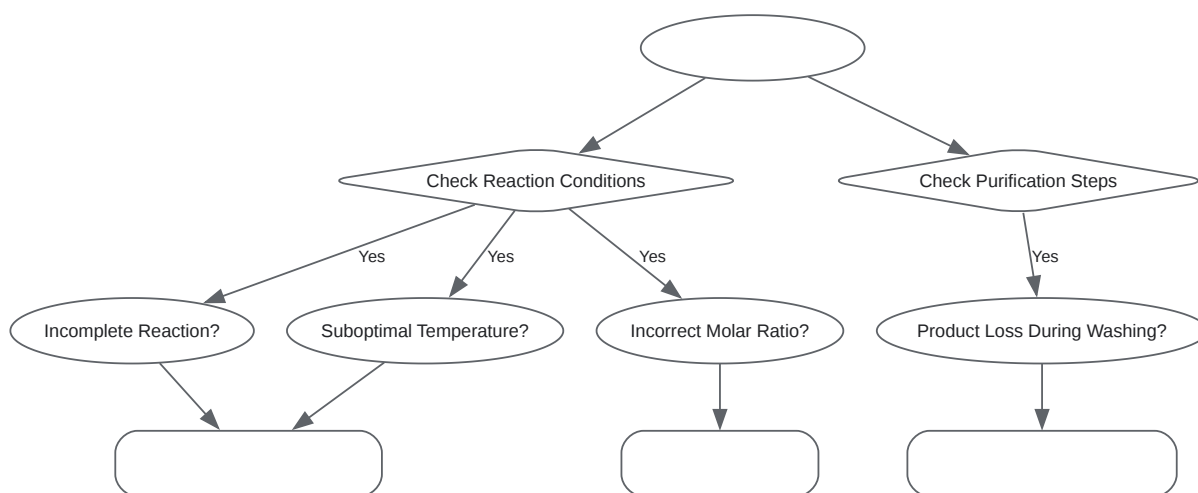 Check Reaction Conditions
Check Purification Steps
Yes
Yes
Yes
Yes
Incomplete Reaction?
Suboptimal Temperature?
Incorrect Molar Ratio?
Product Loss During Washing?